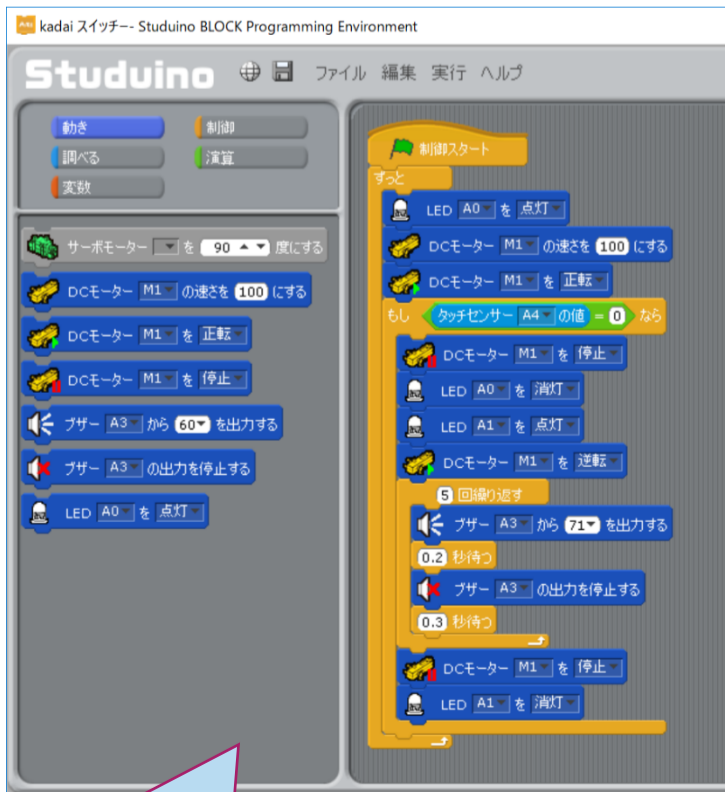 kadai スイッチー- Studuino BLOCK Programming Environment
Studuino ファイル 編集 実行 ヘルプ
動き 制御
調べる 演算
変数
サーボモーター を 90 度にする
DCモーター M1 の速さを 100 にする
DCモーター M1 を 正転
DCモーター M1 を 停止
ブザー A3 から 60 を出力する
ブザー A3 の出力を停止する
LED A0 を 点灯
制御スタート
ずっと
LED A0 を 点灯
DCモーター M1 の速さを 100 にする
DCモーター M1 を 正転
もし タッチセンサー A4 の値 = 0 なら
DCモーター M1 を 停止
LED A0 を 消灯
LED A1 を 点灯
DCモーター M1 を 逆転
5 回繰り返す
ブザー A3 から 71 を出力する
0.2 秒待つ
ブザー A3 の出力を停止する
0.3 秒待つ
DCモーター M1 を 停止
LED A1 を 消灯